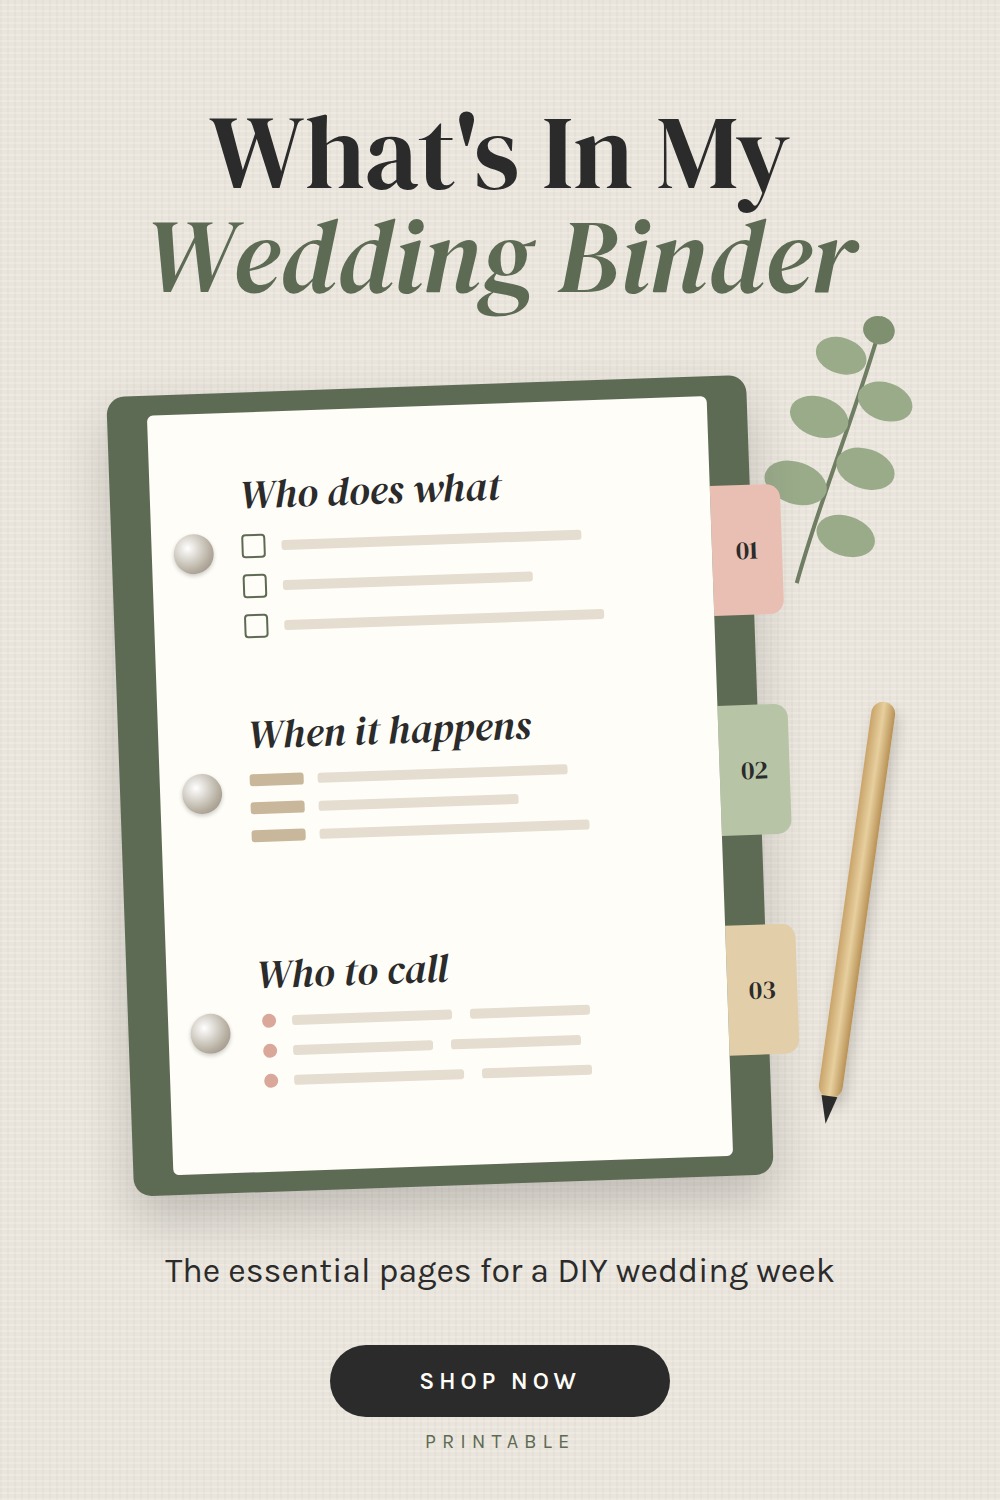 What's In My
Wedding Binder
Who does what
01
When it happens
02
Who to call
03
The essential pages for a DIY wedding week
SHOP NOW
PRINTABLE